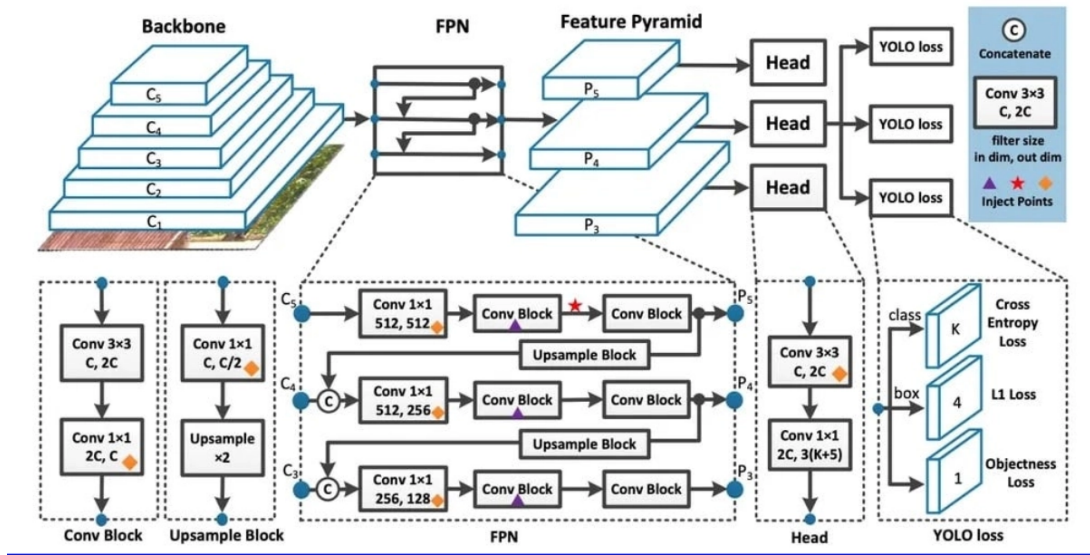 Backbone
FPN
Feature Pyramid
C5
C4
C3
C2
C1
P5
P4
P3
Head
Head
Head
YOLO loss
YOLO loss
YOLO loss
C
Concatenate
Conv 3×3
C, 2C
filter size
in dim, out dim
Inject Points
Conv 3×3
C, 2C
Conv 1×1
2C, C
Conv Block
Conv 1×1
C, C/2
Upsample
×2
Upsample Block
C5
Conv 1×1
512, 512
Conv Block
Conv Block
P5
Upsample Block
C4
C
Conv 1×1
512, 256
Conv Block
Conv Block
P4
Upsample Block
C3
C
Conv 1×1
256, 128
Conv Block
Conv Block
P3
FPN
Conv 3×3
C, 2C
Conv 1×1
2C, 3(K+5)
Head
class
K
Cross
Entropy
Loss
box
4
L1 Loss
1
Objectness
Loss
YOLO loss